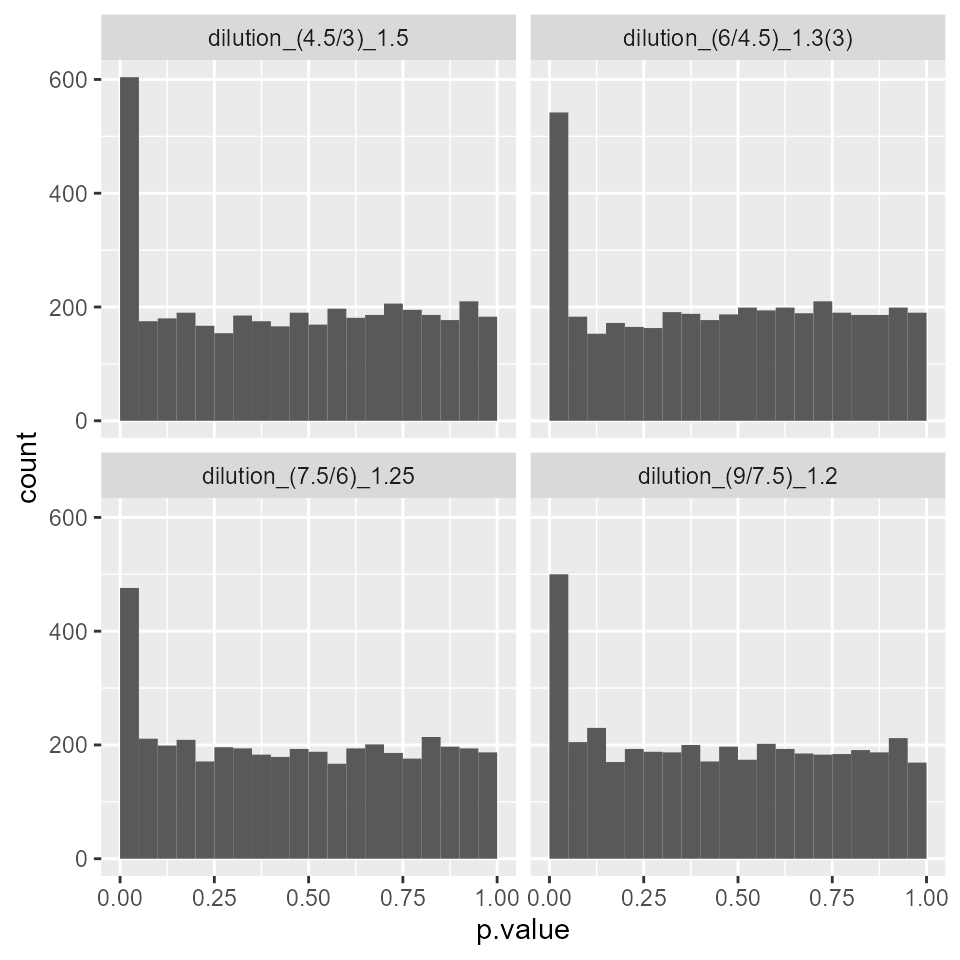 dilution_(4.5/3)_1.5
dilution_(6/4.5)_1.3(3)
600
400
200
0
dilution_(7.5/6)_1.25
dilution_(9/7.5)_1.2
600
400
200
0
0.00 0.25 0.50 0.75 1.00 0.00 0.25 0.50 0.75 1.00
p.value
count